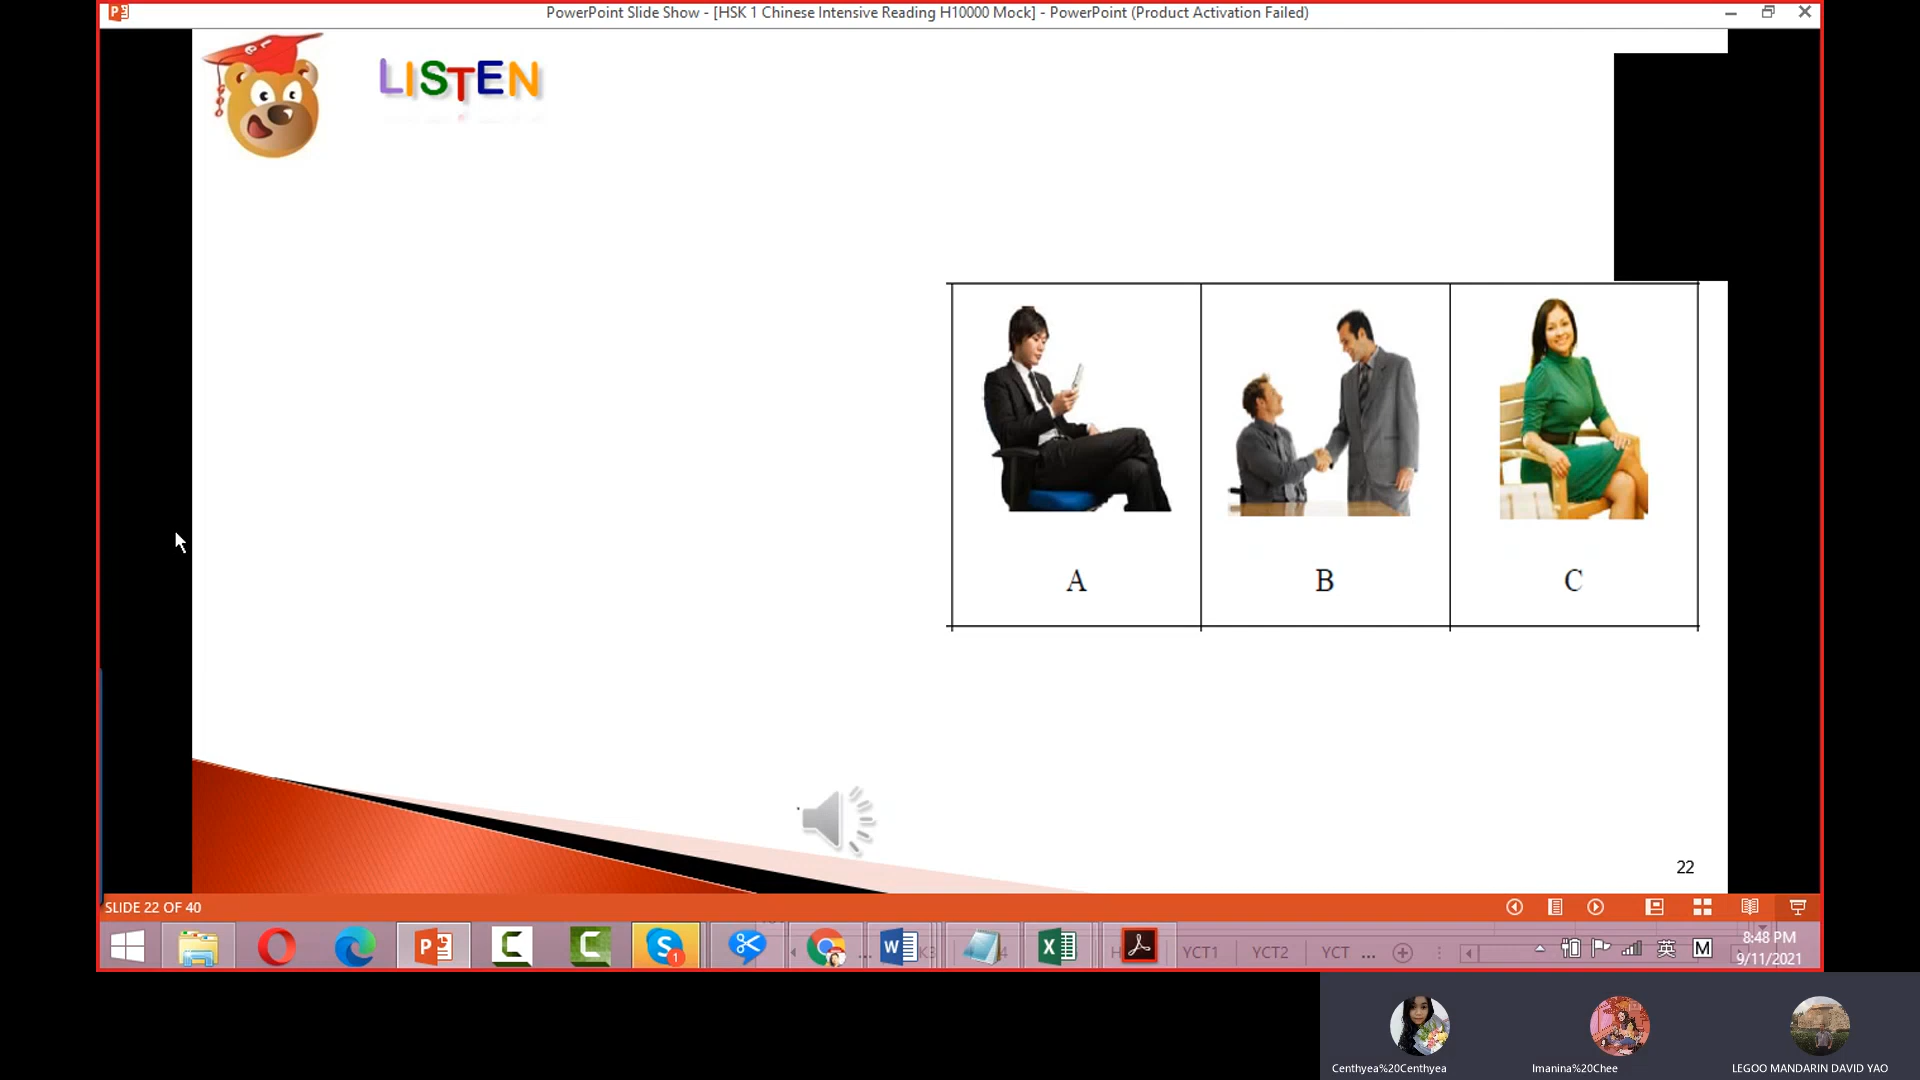 PowerPoint Slide Show - [HSK 1 Chinese Intensive Reading H10000 Mock] - PowerPoint (Product Activation Failed)
LISTEN
A
B
C
22
SLIDE 22 OF 40
YCT1
YCT2
YCT ...
英
M
8:48 PM
9/11/2021
Centhyea%20Centhyea
Imanina%20Chee
LEGOO MANDARIN DAVID YAO